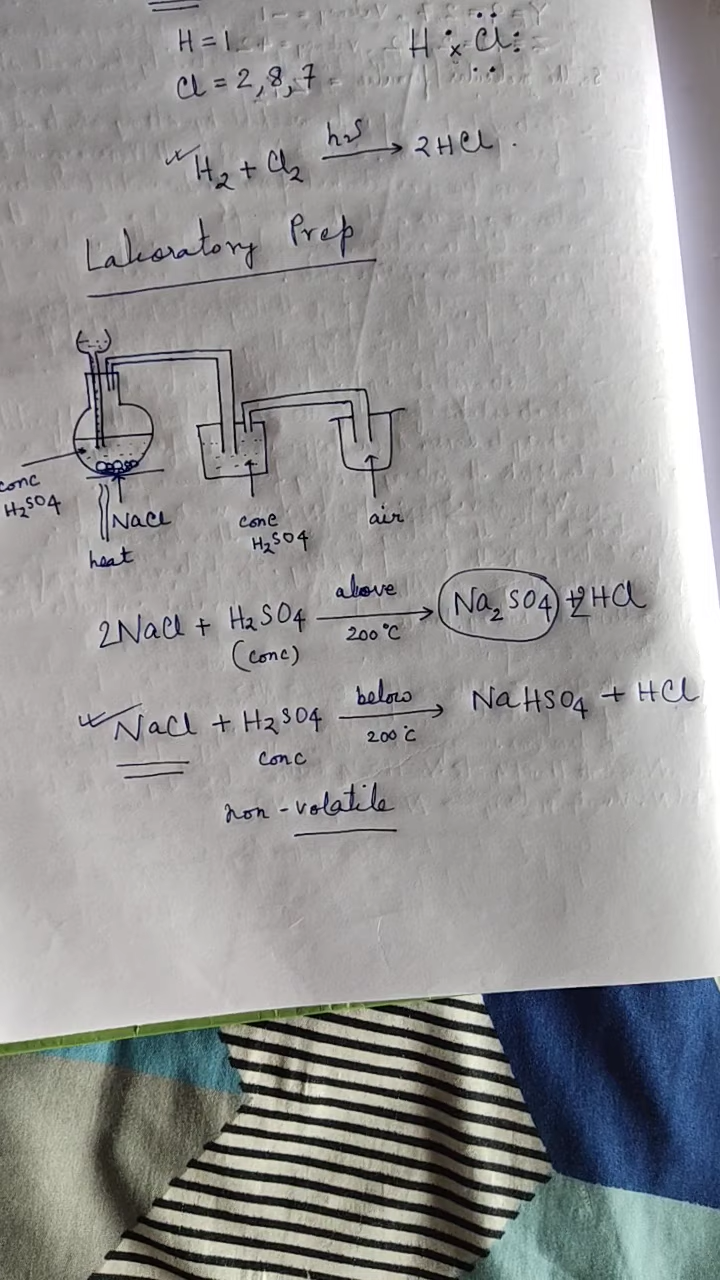 H = 1
H Cl
Cl = 2, 8, 7
H₂ + Cl₂ → 2HCl.
Laboratory Prep
conc
H₂SO4
NaCl
heat
conc
H₂SO4
air
2NaCl + H₂SO4 above 200°C → Na₂SO4 + 2HCl
(conc)
NaCl + H₂SO4 below 200°C → NaHSO4 + HCl
conc
non-volatile